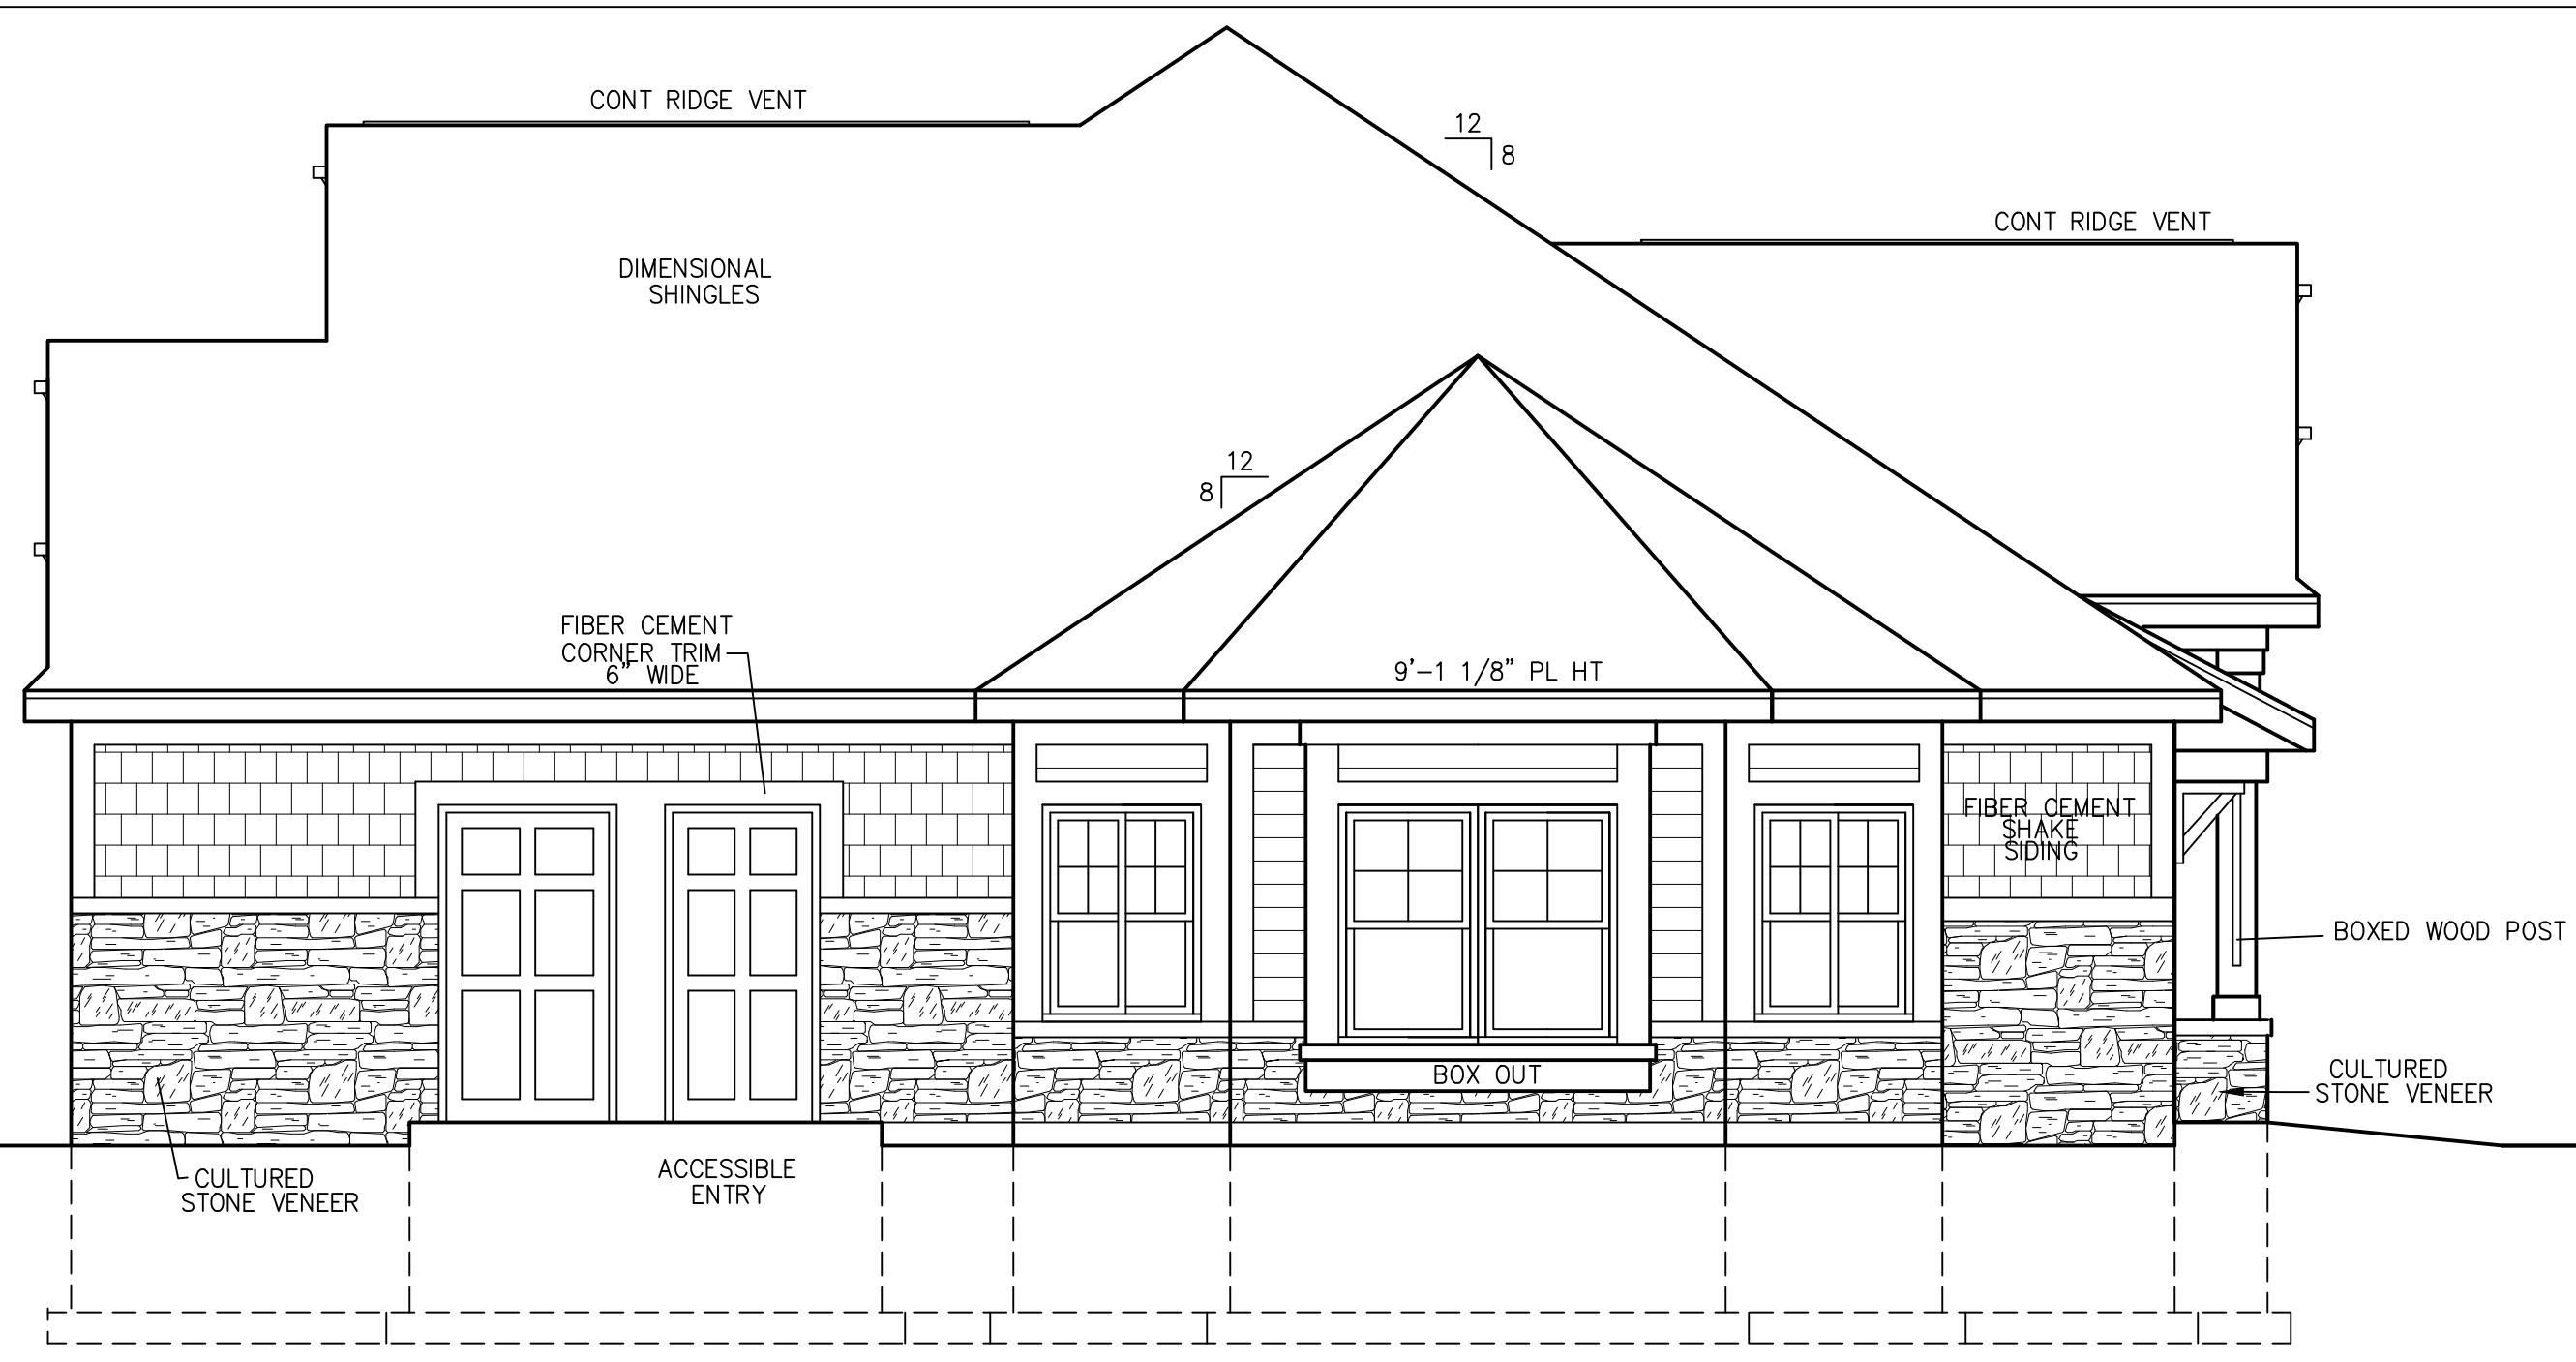 CONT RIDGE VENT
12
8
CONT RIDGE VENT
DIMENSIONAL
SHINGLES
12
8
FIBER CEMENT
CORNER TRIM
6" WIDE
9'-1 1/8" PL HT
FIBER CEMENT
SHAKE
SIDING
BOXED WOOD POST
BOX OUT
CULTURED
STONE VENEER
ACCESSIBLE
ENTRY
CULTURED
STONE VENEER